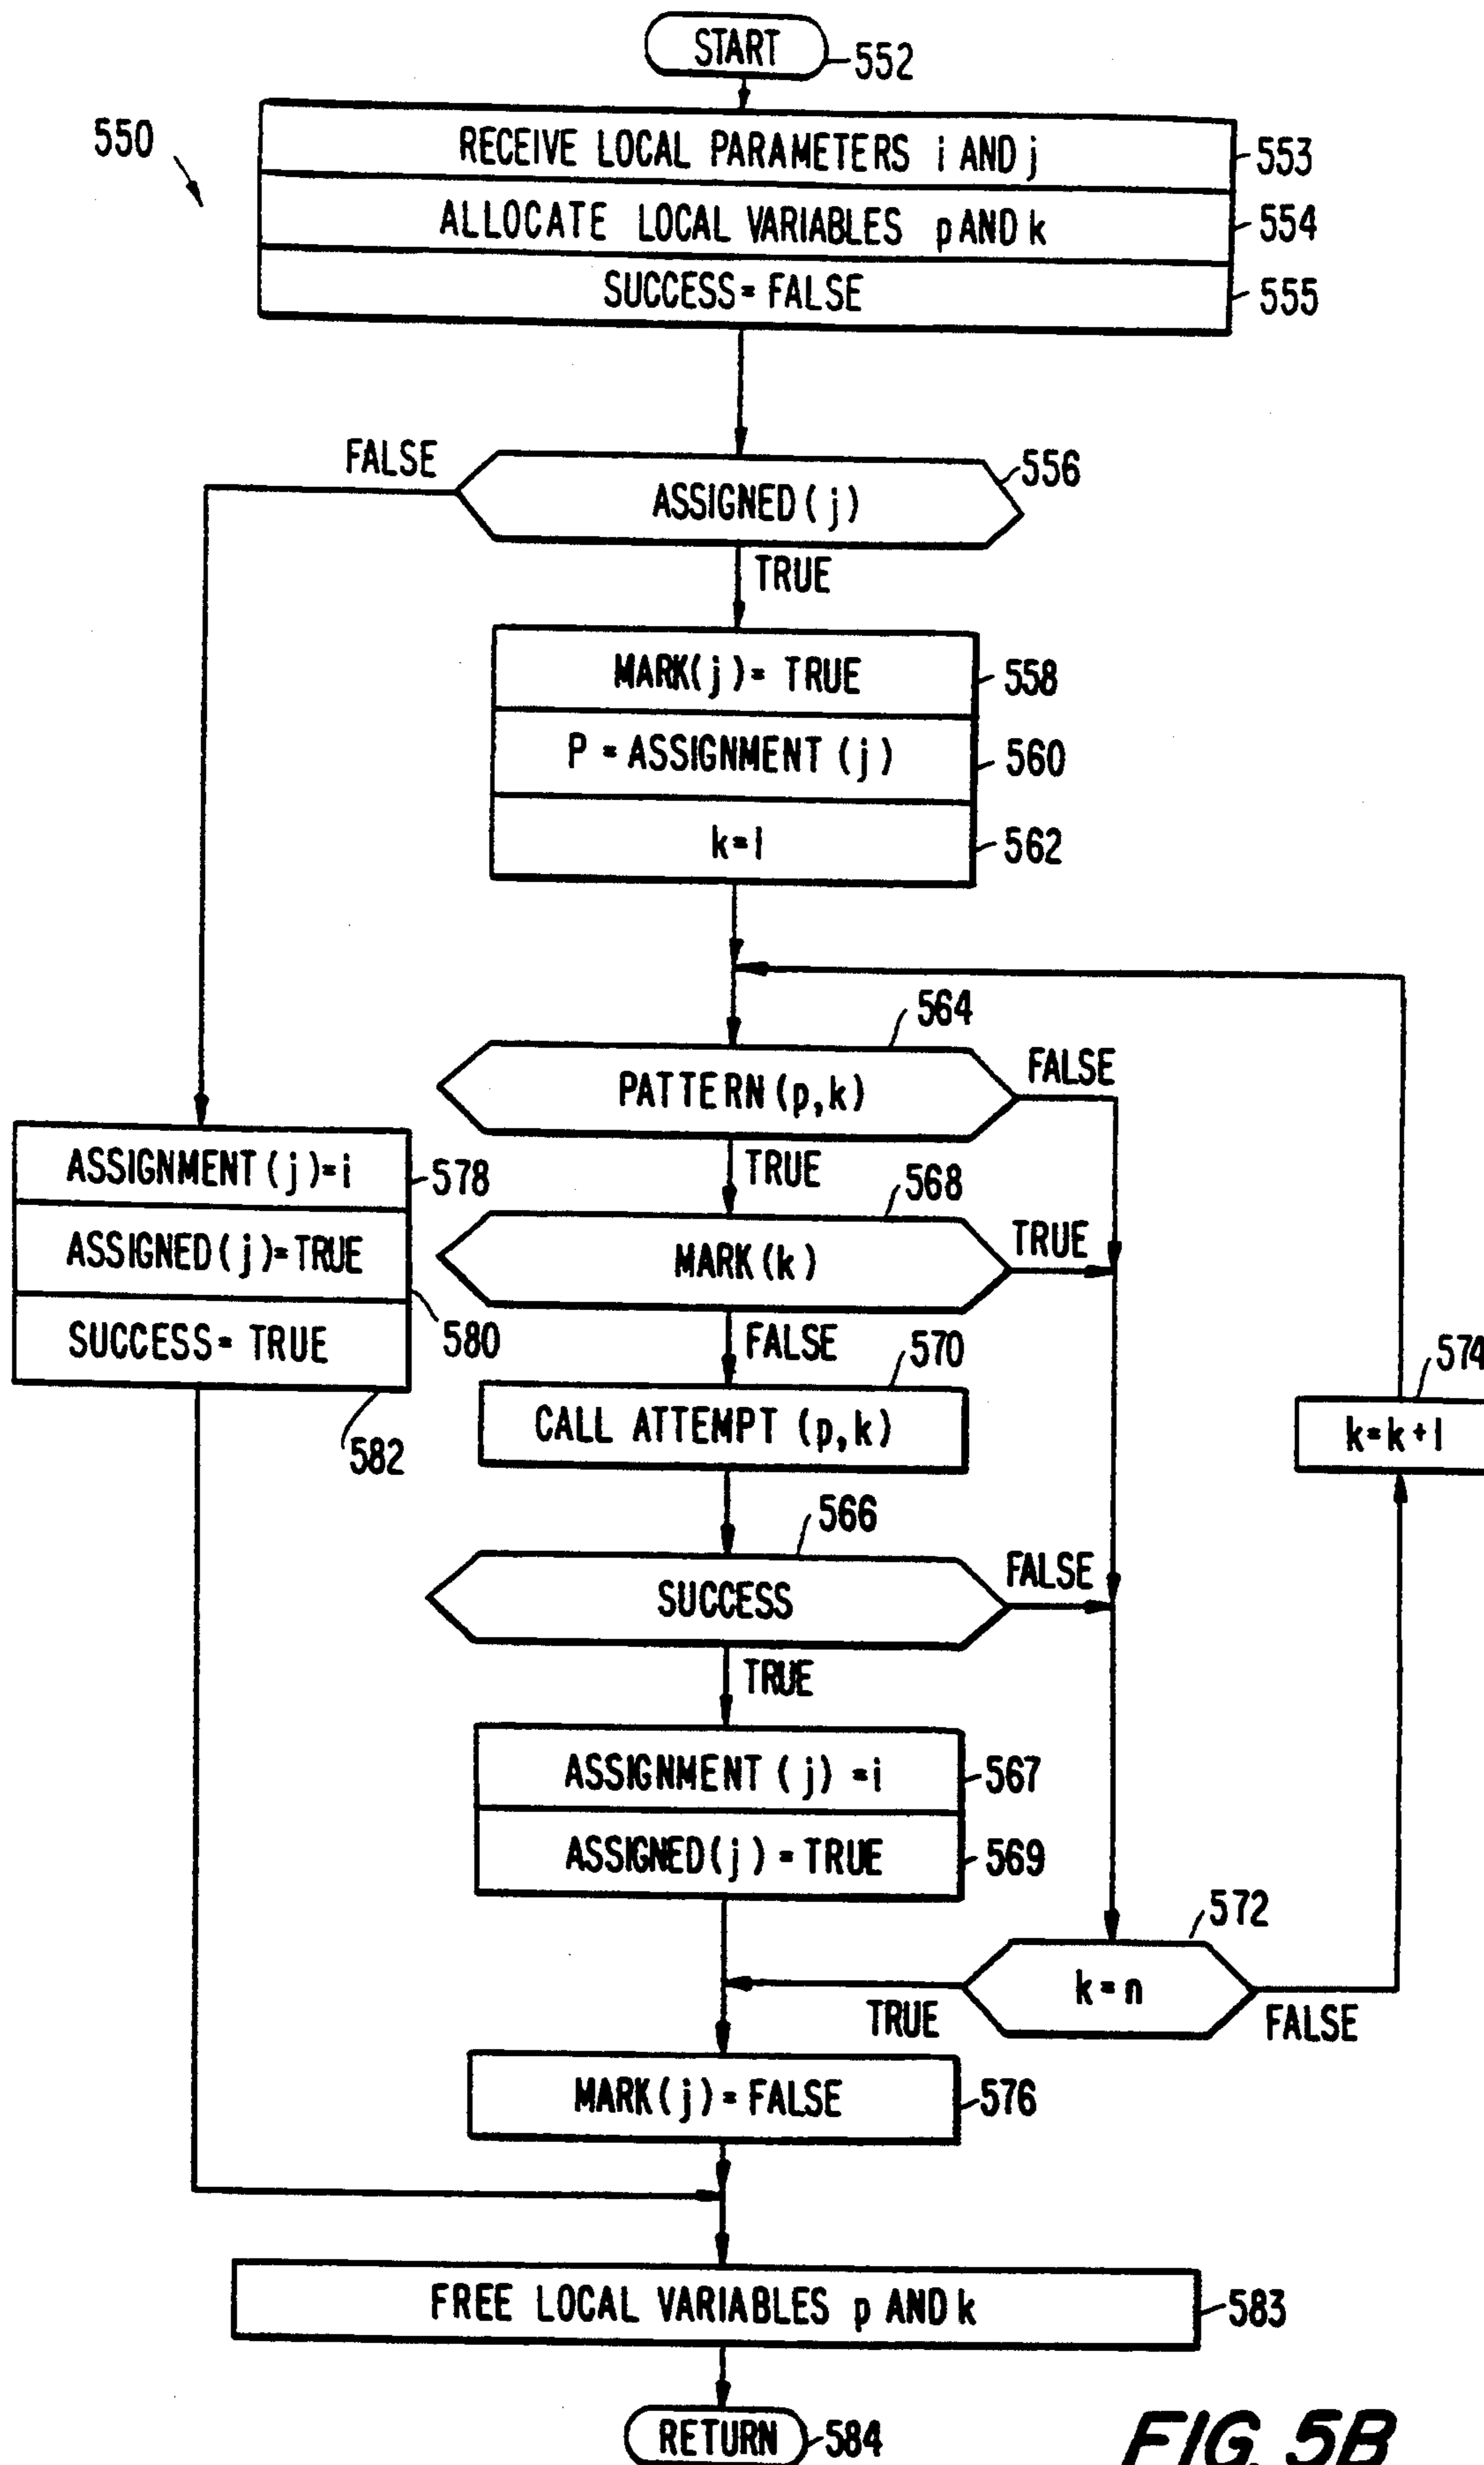 START
552
550
RECEIVE LOCAL PARAMETERS i AND j
553
ALLOCATE LOCAL VARIABLES p AND k
554
SUCCESS = FALSE
555
FALSE
ASSIGNED (j)
556
TRUE
MARK(j) = TRUE
558
P = ASSIGNMENT (j)
560
k=1
562
564
PATTERN (p,k)
FALSE
TRUE
ASSIGNMENT (j)=i
578
568
ASSIGNED(j)=TRUE
MARK (k)
TRUE
SUCCESS = TRUE
580
FALSE
570
574
582
CALL ATTEMPT (p,k)
k=k+1
566
SUCCESS
FALSE
TRUE
ASSIGNMENT (j) =i
567
ASSIGNED(j) = TRUE
569
572
k=n
TRUE
FALSE
MARK(j)=FALSE
576
FREE LOCAL VARIABLES p AND k
583
RETURN
584
FIG. 5B